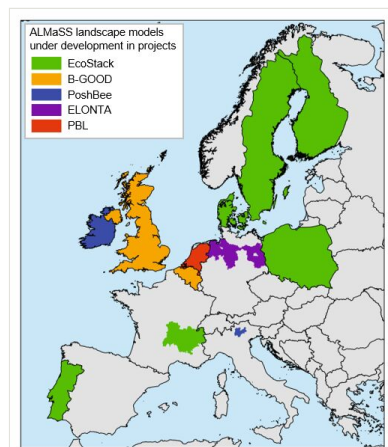 ALMaSS landscape models
under development in projects
EcoStack
B-GOOD
PoshBee
ELONTA
PBL